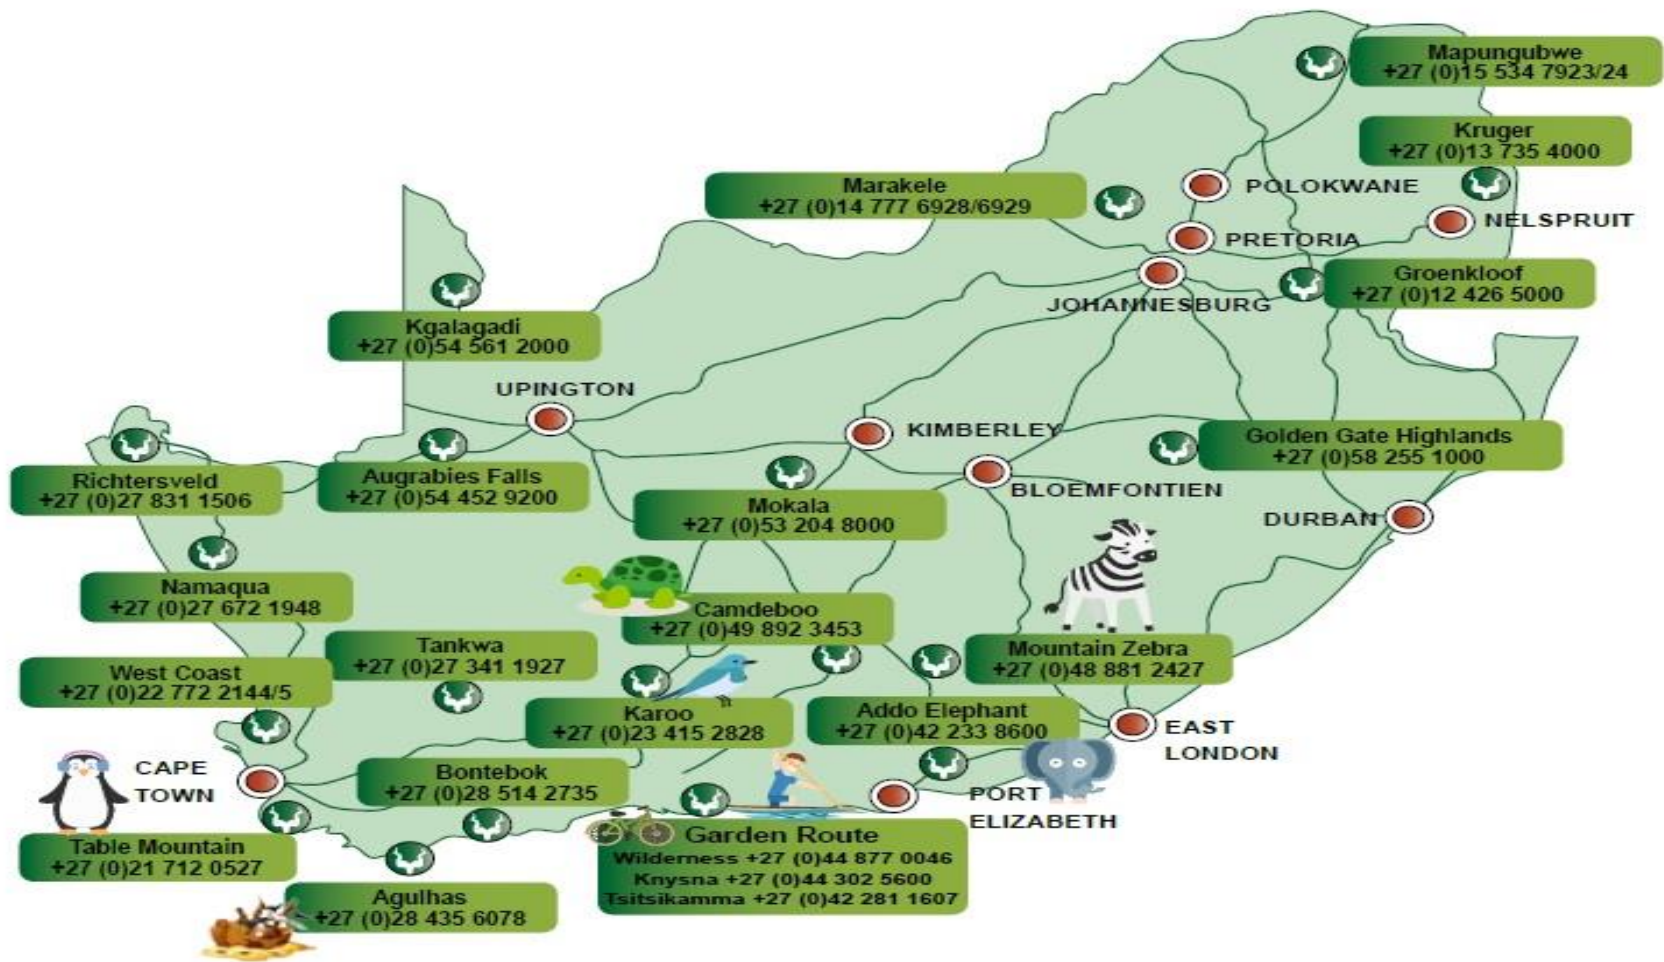 Mapungubwe
+27 (0)15 534 7923/24
Kruger
+27 (0)13 735 4000
Marakele
+27 (0)14 777 6928/6929
POLOKWANE
NELSPRUIT
PRETORIA
Groenkloof
+27 (0)12 426 5000
JOHANNESBURG
Kgalagadi
+27 (0)54 561 2000
UPINGTON
KIMBERLEY
Golden Gate Highlands
+27 (0)58 255 1000
Richtersveld
+27 (0)27 831 1506
Augrabies Falls
+27 (0)54 452 9200
Mokala
+27 (0)53 204 8000
BLOEMFONTIEN
DURBAN
Namaqua
+27 (0)27 672 1948
Camdeboo
+27 (0)49 892 3453
Tankwa
+27 (0)27 341 1927
Mountain Zebra
+27 (0)48 881 2427
West Coast
+27 (0)22 772 2144/5
Karoo
+27 (0)23 415 2828
Addo Elephant
+27 (0)42 233 8600
EAST
LONDON
CAPE
TOWN
Bontebok
+27 (0)28 514 2735
PORT
ELIZABETH
Table Mountain
+27 (0)21 712 0527
Garden Route
Wilderness +27 (0)44 877 0046
Knysna +27 (0)44 302 5600
Tsitsikamma +27 (0)42 281 1607
Agulhas
+27 (0)28 435 6078